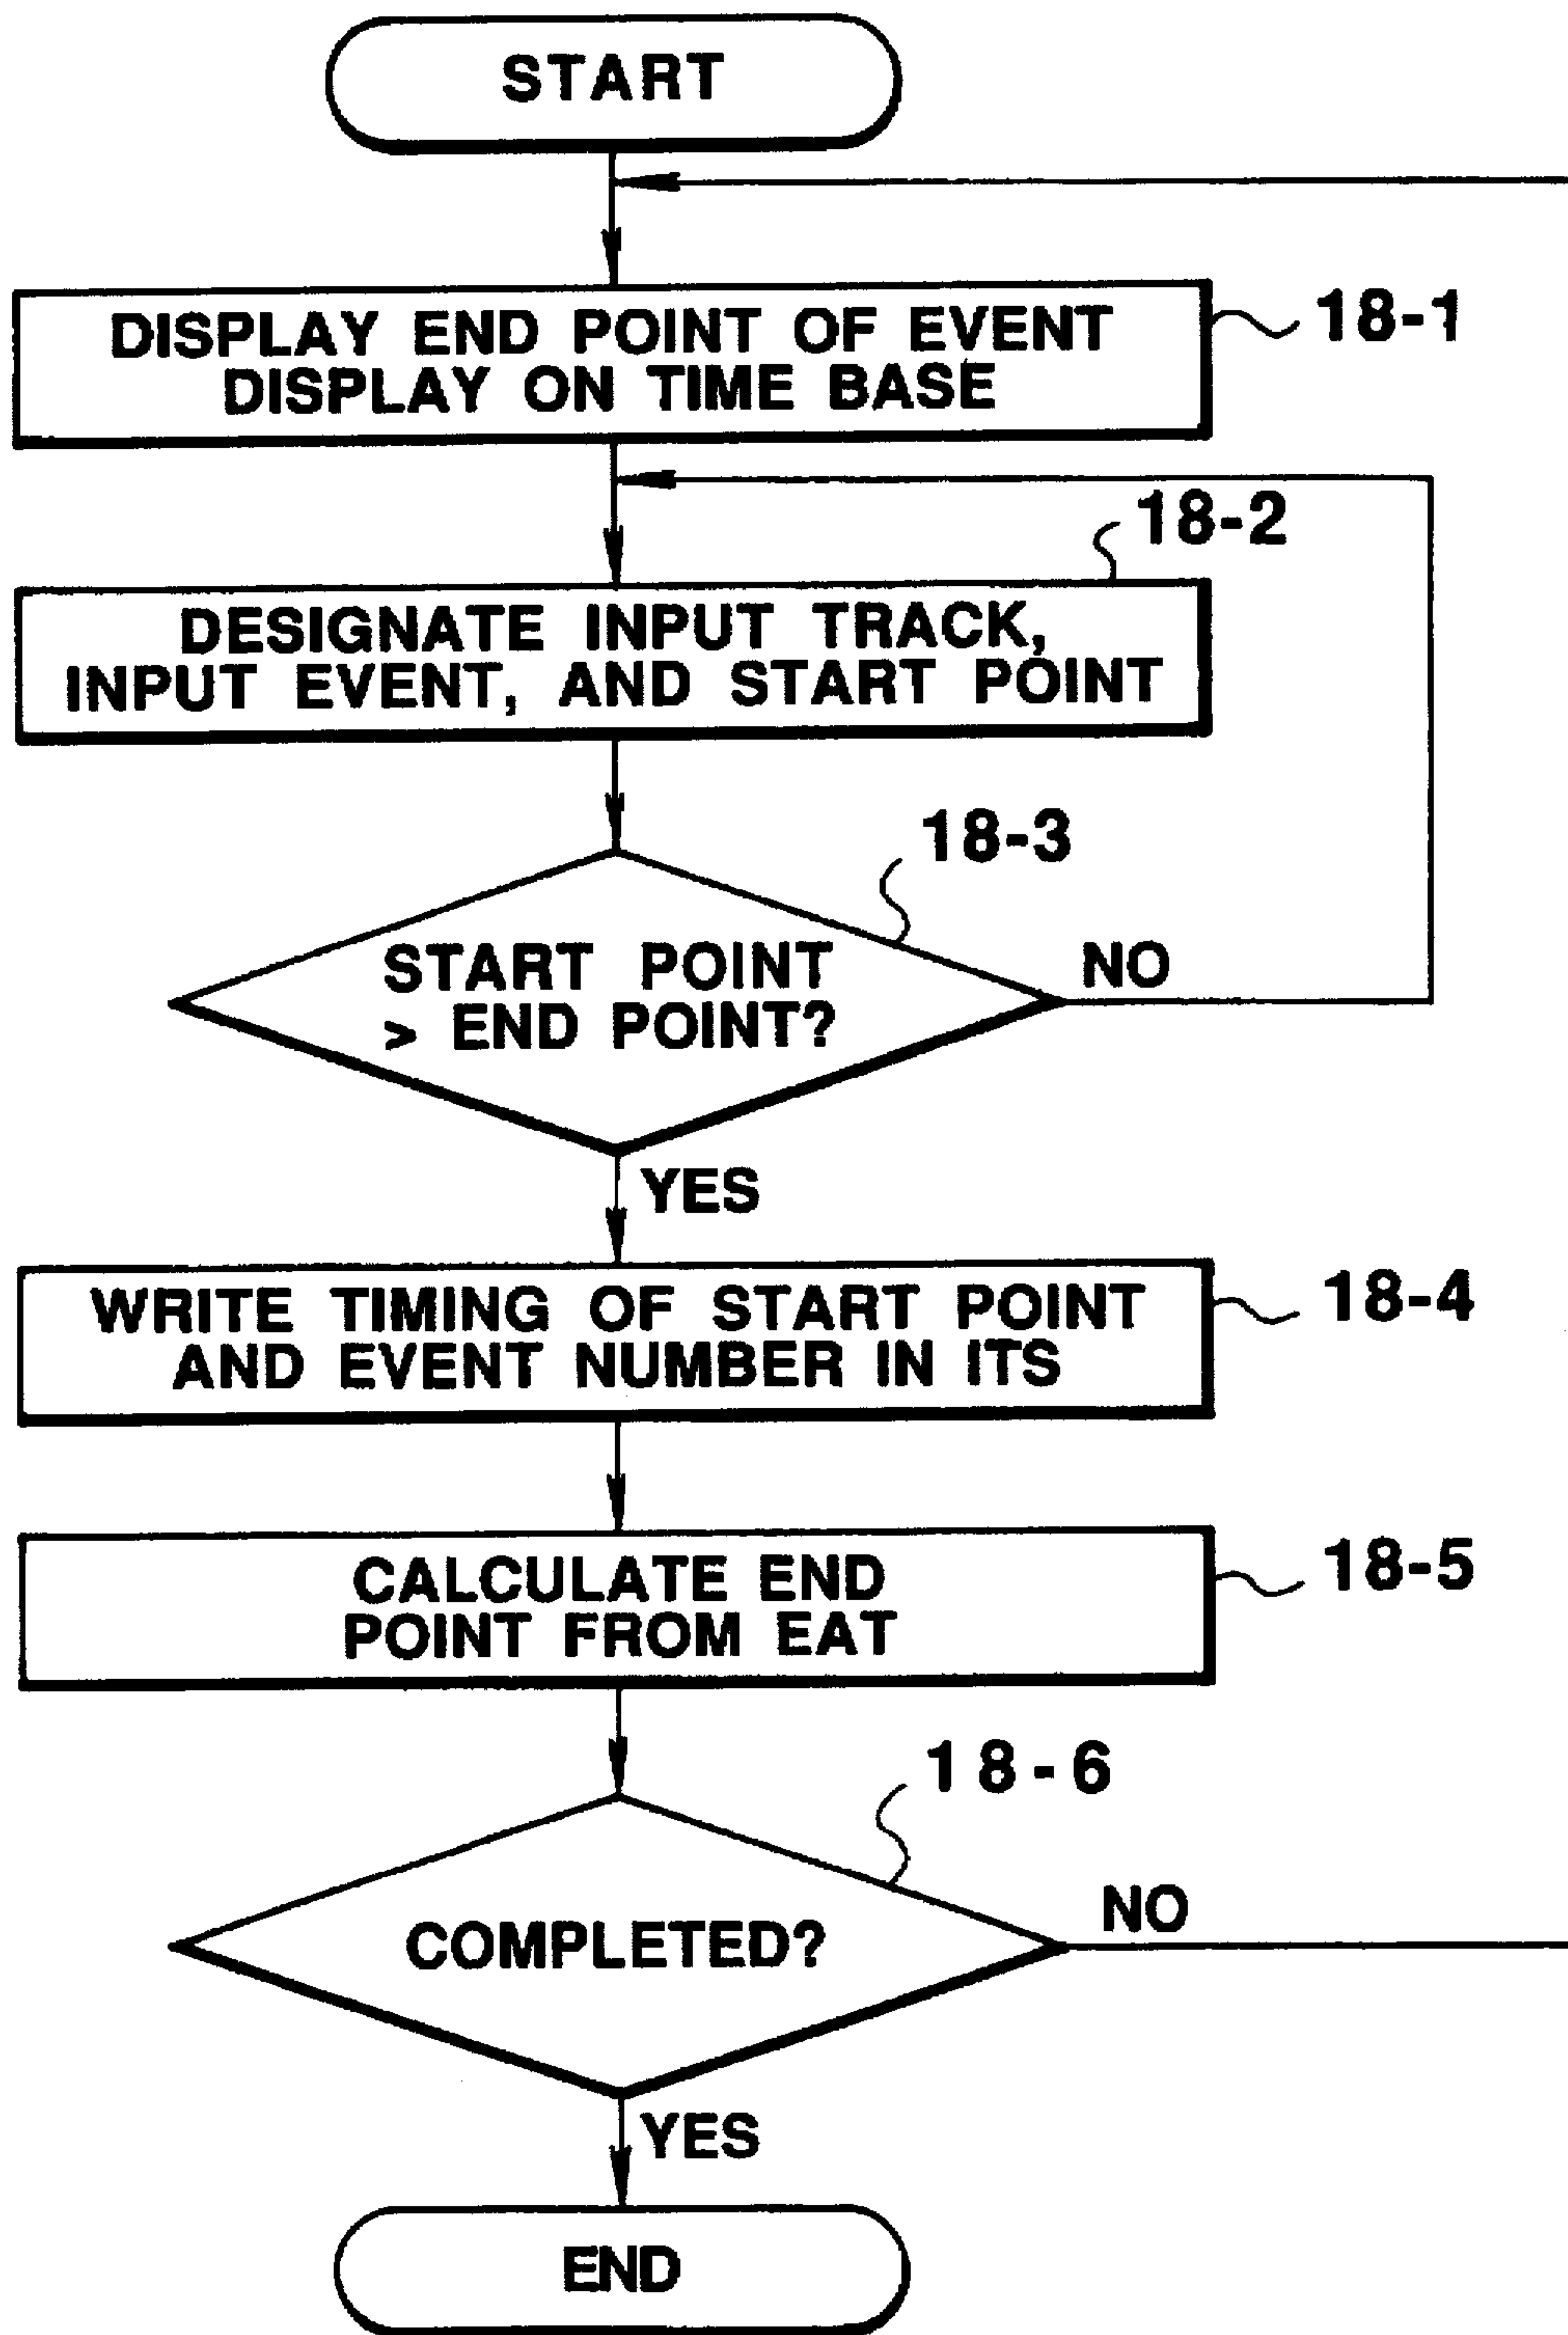 START
DISPLAY END POINT OF EVENT
DISPLAY ON TIME BASE
18-1
18-2
DESIGNATE INPUT TRACK,
INPUT EVENT, AND START POINT
18-3
START POINT
> END POINT?
NO
YES
WRITE TIMING OF START POINT
AND EVENT NUMBER IN ITS
18-4
CALCULATE END
POINT FROM EAT
18-5
18-6
COMPLETED?
NO
YES
END